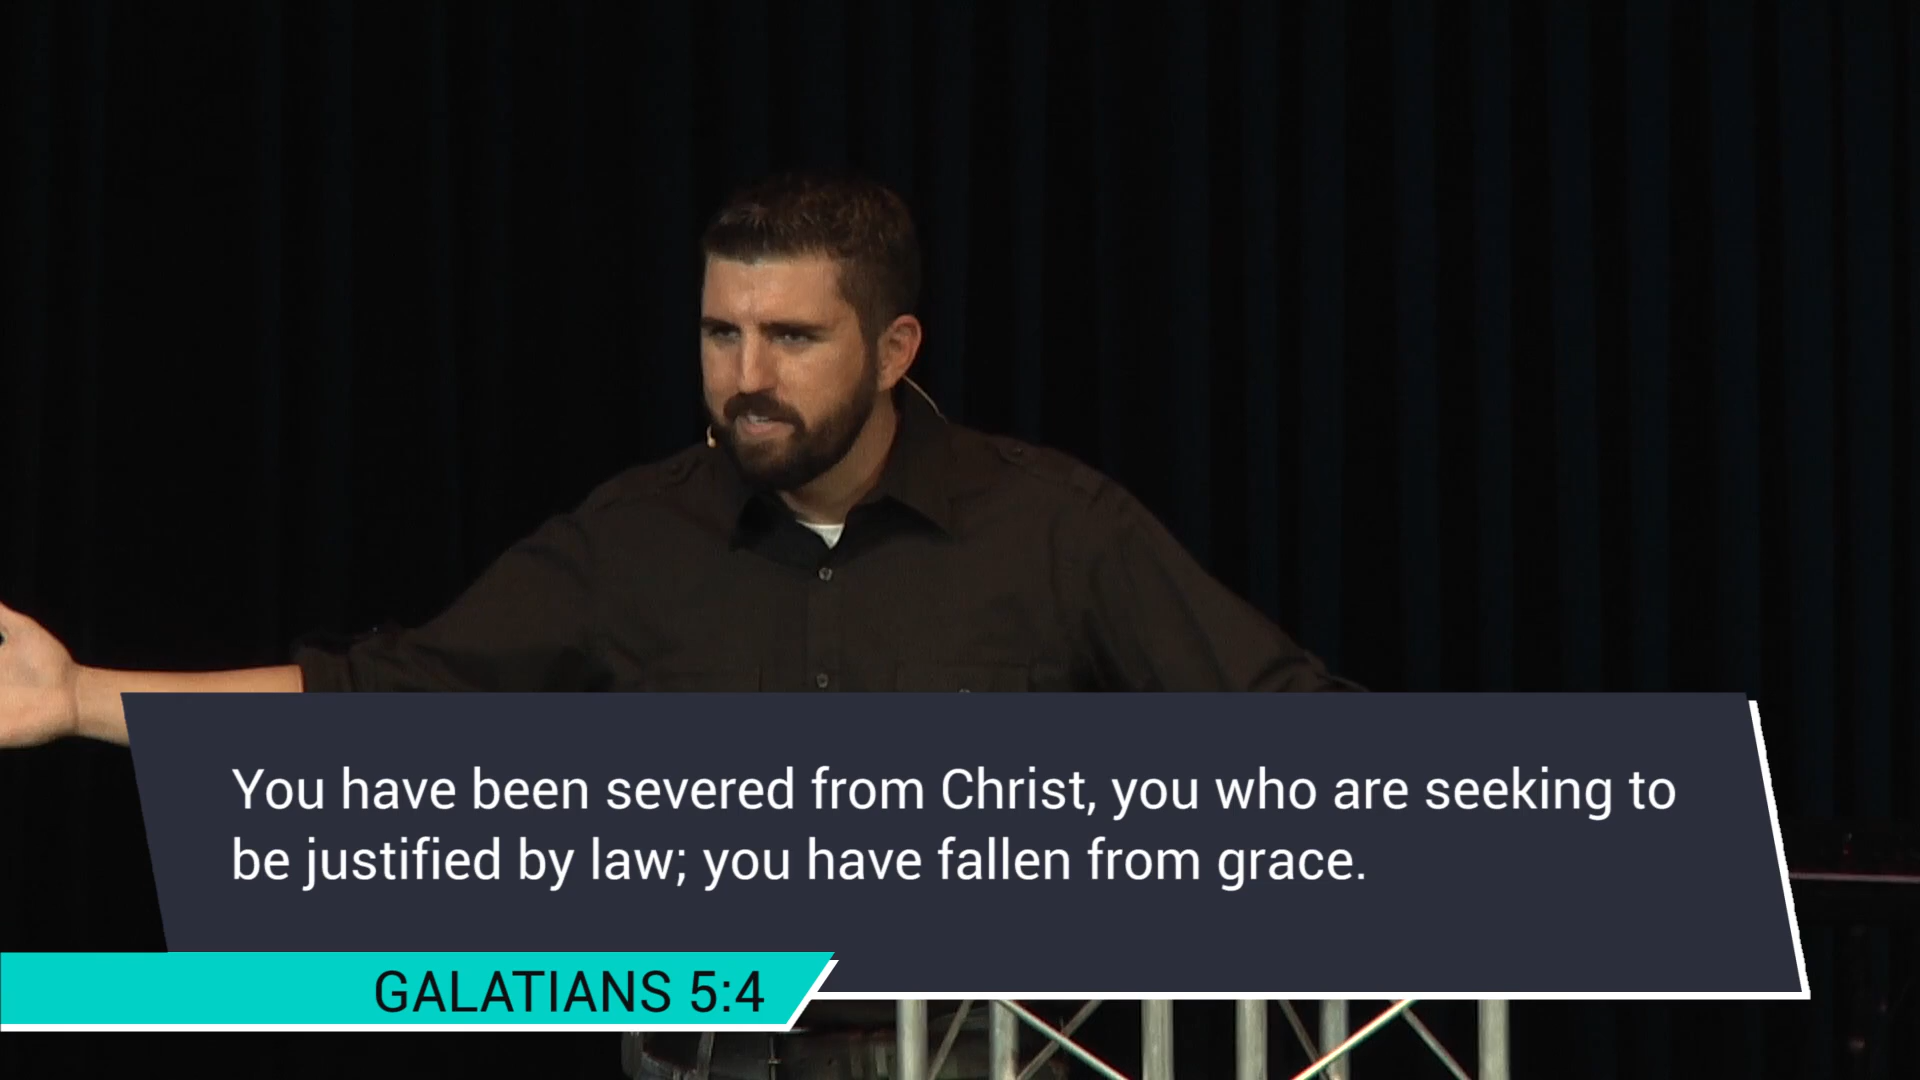 You have been severed from Christ, you who are seeking to
be justified by law; you have fallen from grace.
GALATIANS 5:4